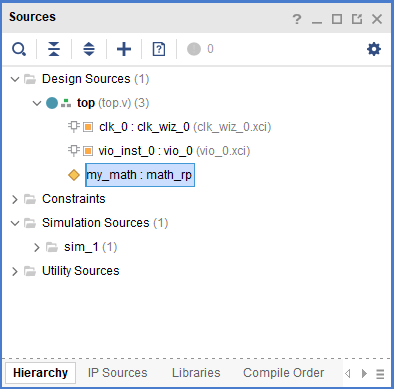 Sources
0
Design Sources (1)
top (top.v) (3)
clk_0 : clk_wiz_0 (clk_wiz_0.xci)
vio_inst_0 : vio_0 (vio_0.xci)
my_math : math_rp
Constraints
Simulation Sources (1)
sim_1 (1)
Utility Sources
Hierarchy IP Sources Libraries Compile Order